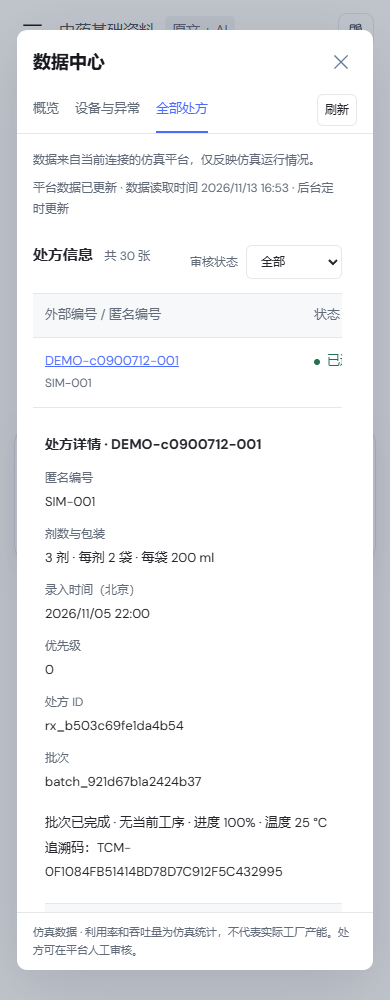 数据中心
概览 设备与异常 全部处方 刷新
数据来自当前连接的仿真平台，仅反映仿真运行情况。
平台数据已更新 · 数据读取时间 2026/11/13 16:53 · 后台定
时更新
处方信息 共 30 张 审核状态 全部
外部编号 / 匿名编号 状态
DEMO-c0900712-001
SIM-001
处方详情 · DEMO-c0900712-001
匿名编号
SIM-001
剂数与包装
3 剂 · 每剂 2 袋 · 每袋 200 ml
录入时间（北京）
2026/11/05 22:00
优先级
0
处方 ID
rx_b503c69fe1da4b54
批次
batch_921d67b1a2424b37
批次已完成 · 无当前工序 · 进度 100% · 温度 25 °C
追溯码：TCM-
0F1084FB51414BD78D7C912F5C432995
仿真数据 · 利用率和吞吐量为仿真统计，不代表实际工厂产能。处
方可在平台人工审核。